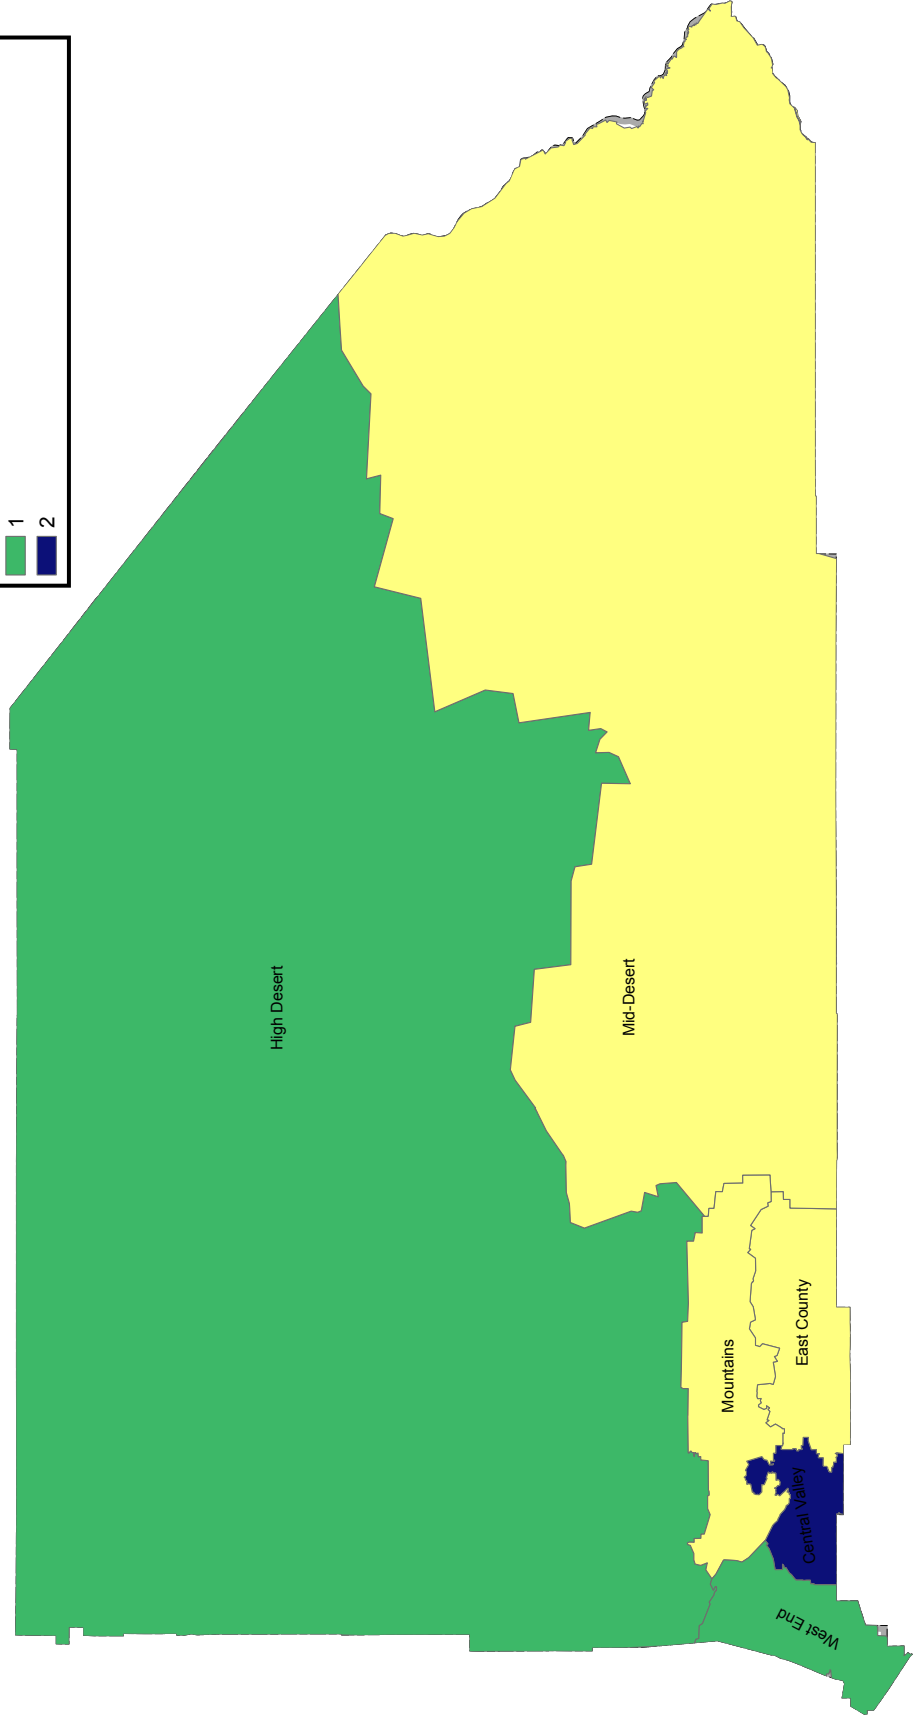 1
2
High Desert
Mid-Desert
Mountains
East County
Central Valley
West End